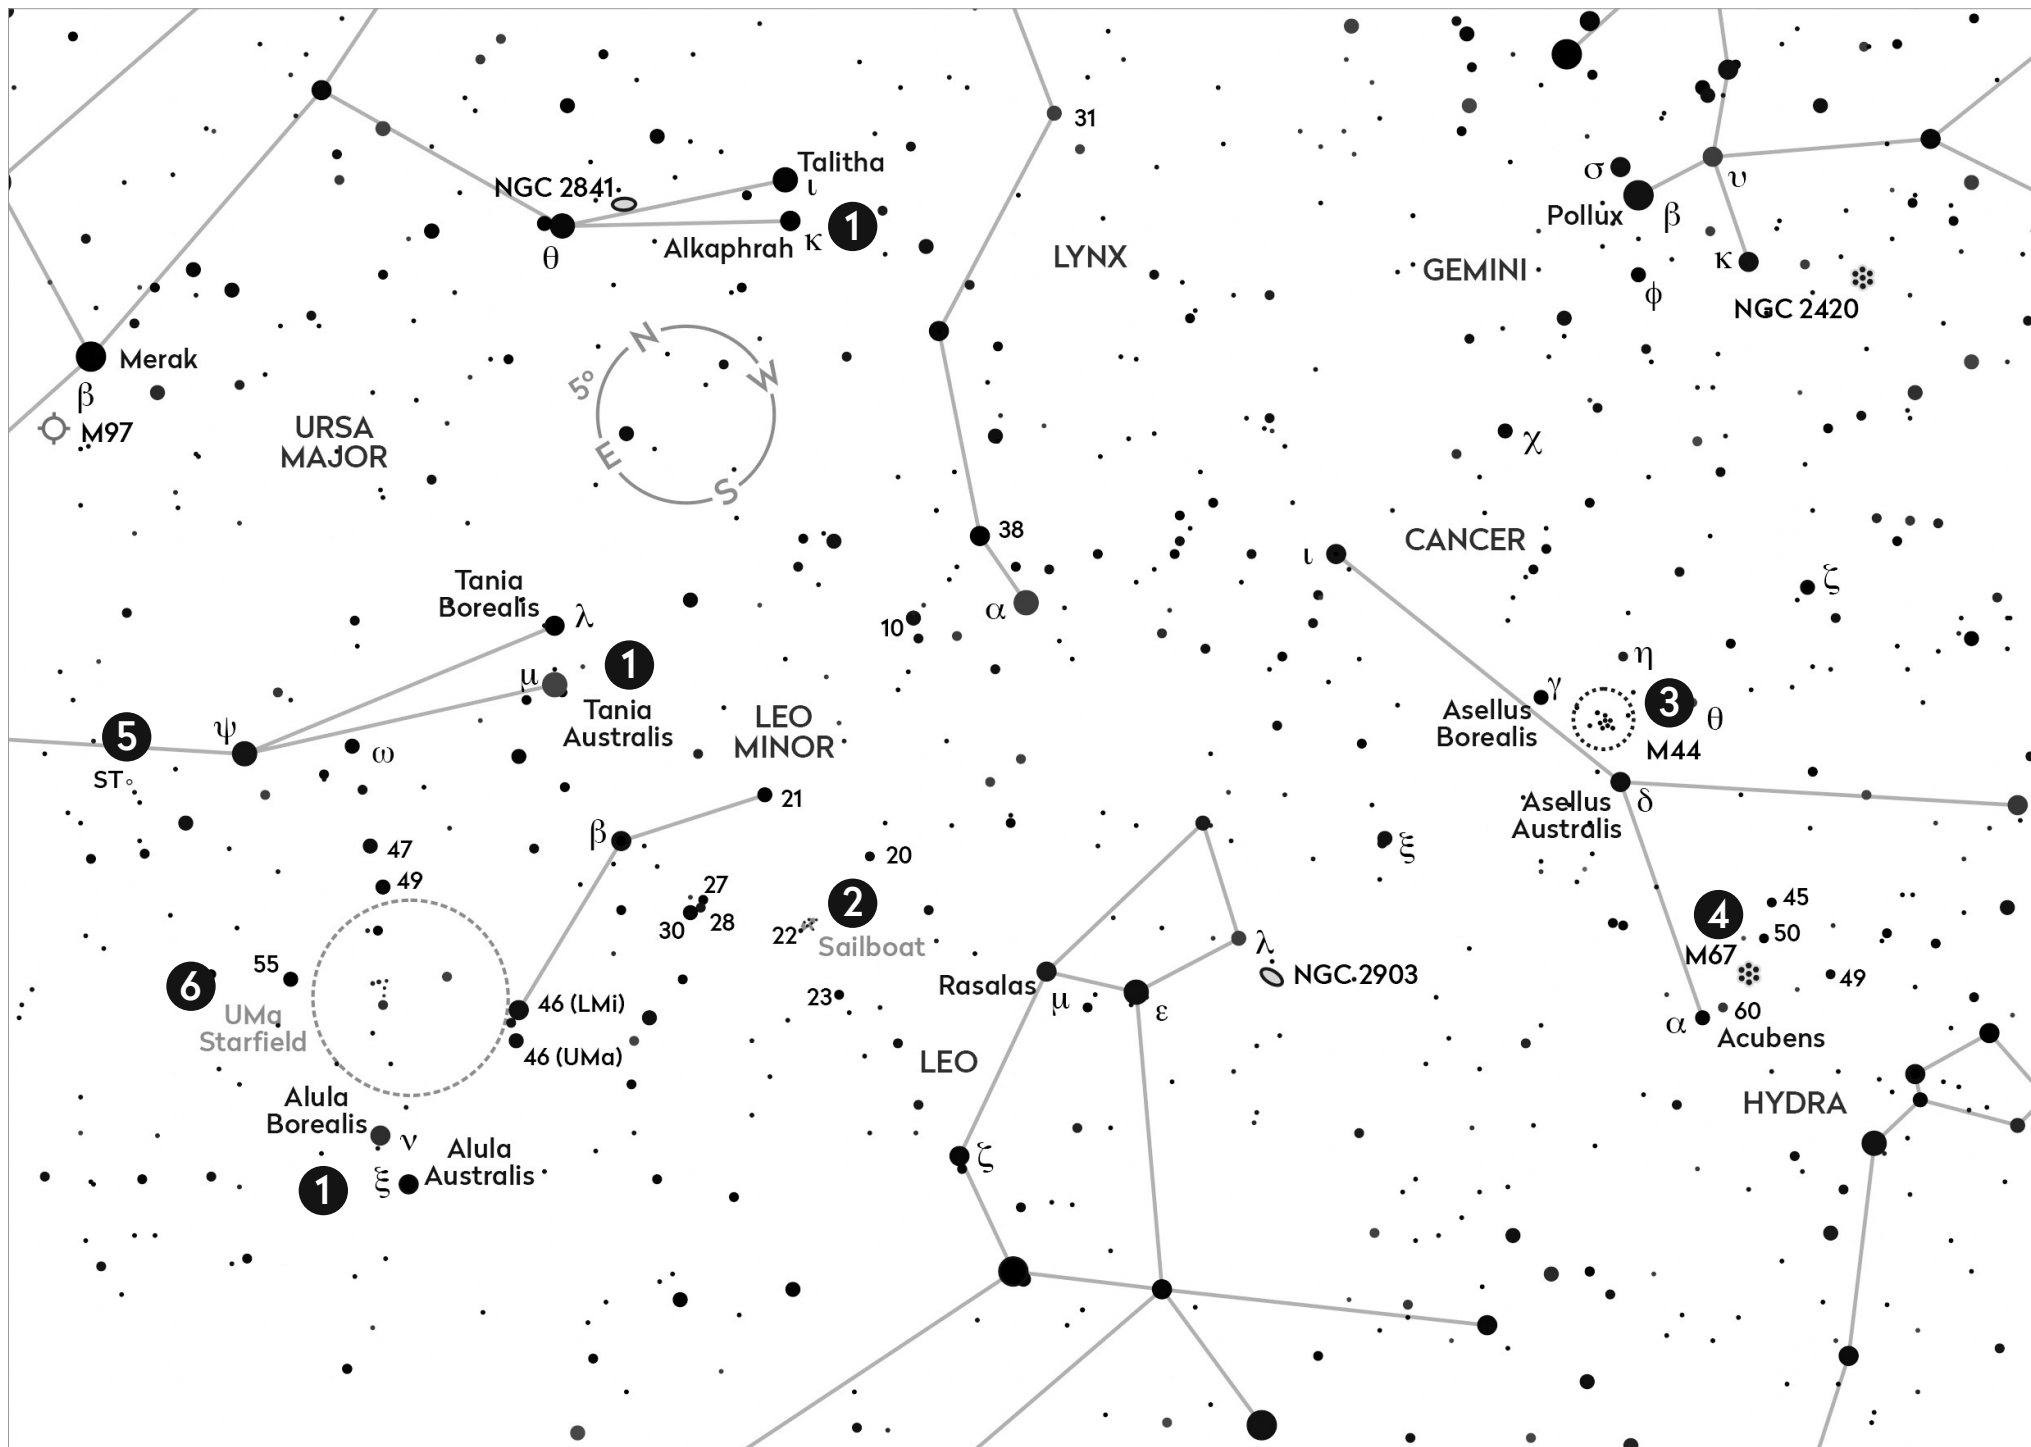 31
Talitha
ι
NGC 2841
σ
υ
Pollux
β
θ
Alkaphrah
κ
1
LYNX
GEMINI
κ
ϕ
NGC 2420
Merak
β
M97
N
W
5°
E
S
URSA
MAJOR
χ
38
CANCER
ι
ζ
Tania
Borealis
λ
α
10
μ
1
Tania
Australis
η
γ
3
θ
Asellus
Borealis
M44
LEO
MINOR
5
ψ
ω
ST
21
δ
Asellus
Australis
β
47
20
ξ
49
27
28
30
2
22
Sailboat
45
4
50
M67
λ
55
6
Rasalas
μ
ε
NGC 2903
49
23
46 (LMi)
UMa
Starfield
46 (UMa)
60
α
Acubens
LEO
Alula
Borealis
ν
HYDRA
Alula
Australis
ζ
1
ξ